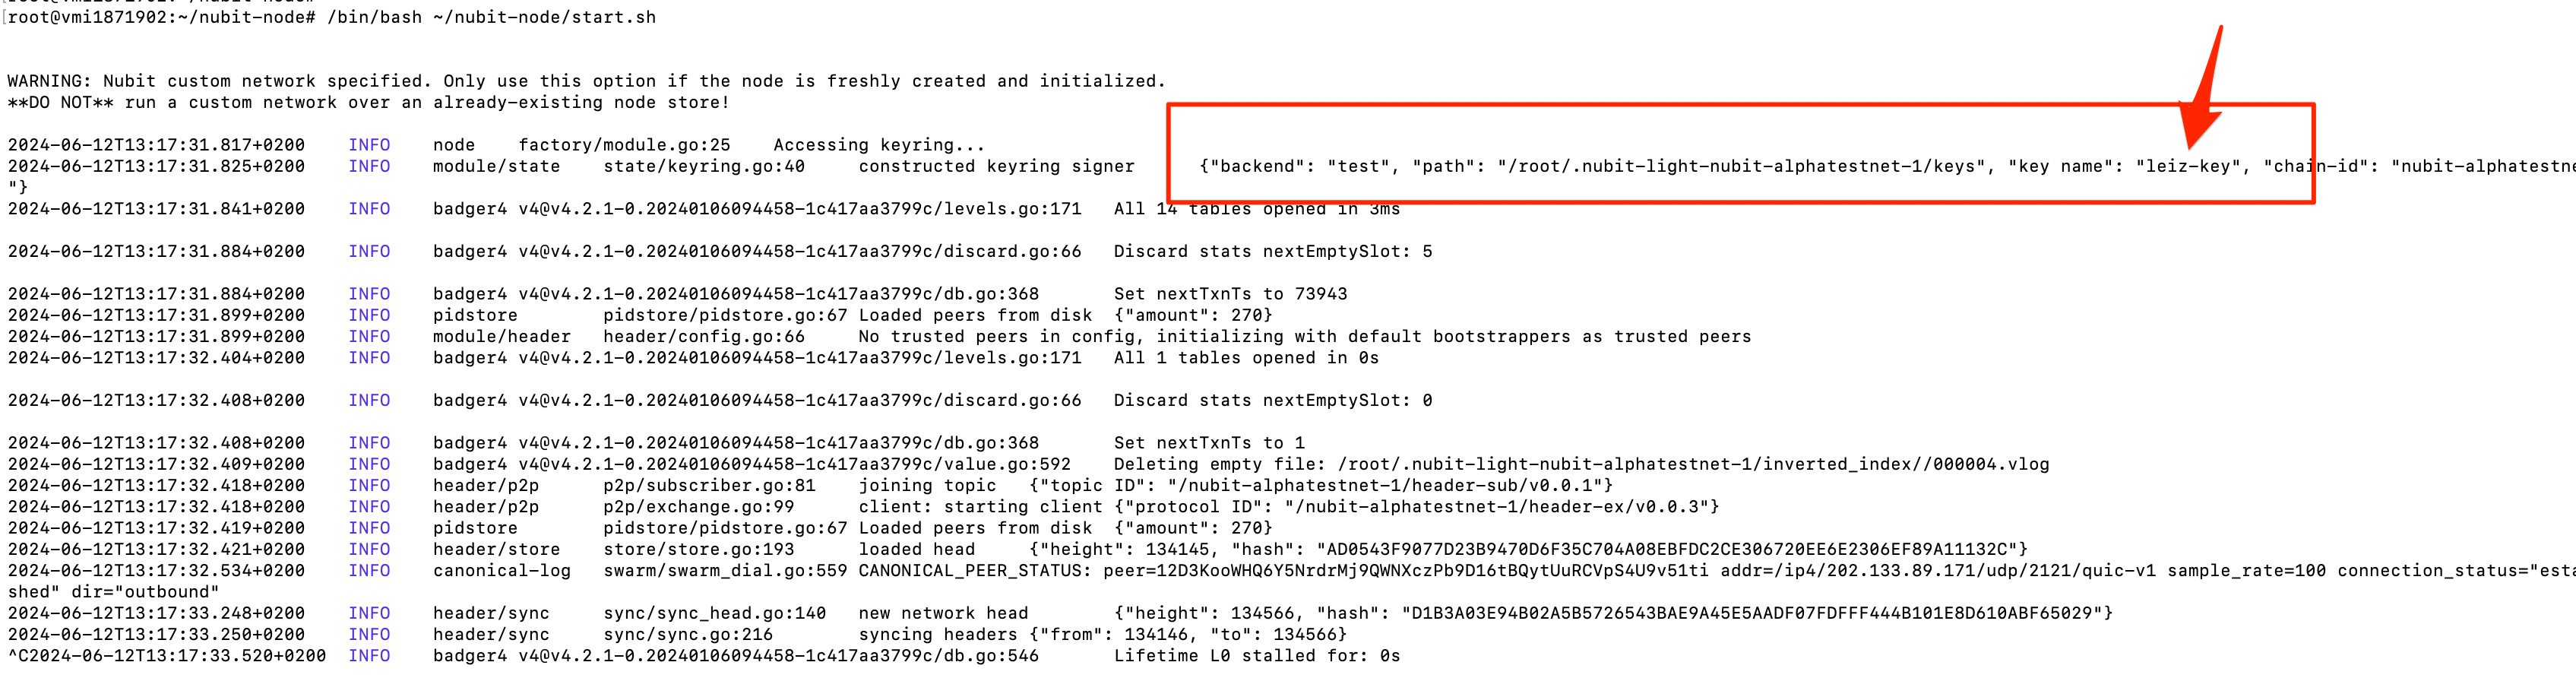 [root@vmi1871902:~/nubit-node# /bin/bash ~/nubit-node/start.sh
WARNING: Nubit custom network specified. Only use this option if the node is freshly created and initialized.
**DO NOT** run a custom network over an already-existing node store!
2024-06-12T13:17:31.817+0200 INFO node factory/module.go:25 Accessing keyring...
2024-06-12T13:17:31.825+0200 INFO module/state state/keyring.go:40 constructed keyring signer {"backend": "test", "path": "/root/.nubit-light-nubit-alphatestnet-1/keys", "key name": "leiz-key", "chain-id": "nubit-alphatestne
"}
2024-06-12T13:17:31.841+0200 INFO badger4 v4@v4.2.1-0.20240106094458-1c417aa3799c/levels.go:171 All 14 tables opened in 3ms
2024-06-12T13:17:31.884+0200 INFO badger4 v4@v4.2.1-0.20240106094458-1c417aa3799c/discard.go:66 Discard stats nextEmptySlot: 5
2024-06-12T13:17:31.884+0200 INFO badger4 v4@v4.2.1-0.20240106094458-1c417aa3799c/db.go:368 Set nextTxnTs to 73943
2024-06-12T13:17:31.899+0200 INFO pidstore pidstore/pidstore.go:67 Loaded peers from disk {"amount": 270}
2024-06-12T13:17:31.899+0200 INFO module/header header/config.go:66 No trusted peers in config, initializing with default bootstrappers as trusted peers
2024-06-12T13:17:32.404+0200 INFO badger4 v4@v4.2.1-0.20240106094458-1c417aa3799c/levels.go:171 All 1 tables opened in 0s
2024-06-12T13:17:32.408+0200 INFO badger4 v4@v4.2.1-0.20240106094458-1c417aa3799c/discard.go:66 Discard stats nextEmptySlot: 0
2024-06-12T13:17:32.408+0200 INFO badger4 v4@v4.2.1-0.20240106094458-1c417aa3799c/db.go:368 Set nextTxnTs to 1
2024-06-12T13:17:32.409+0200 INFO badger4 v4@v4.2.1-0.20240106094458-1c417aa3799c/value.go:592 Deleting empty file: /root/.nubit-light-nubit-alphatestnet-1/inverted_index//000004.vlog
2024-06-12T13:17:32.418+0200 INFO header/p2p p2p/subscriber.go:81 joining topic {"topic ID": "/nubit-alphatestnet-1/header-sub/v0.0.1"}
2024-06-12T13:17:32.418+0200 INFO header/p2p p2p/exchange.go:99 client: starting client {"protocol ID": "/nubit-alphatestnet-1/header-ex/v0.0.3"}
2024-06-12T13:17:32.419+0200 INFO pidstore pidstore/pidstore.go:67 Loaded peers from disk {"amount": 270}
2024-06-12T13:17:32.421+0200 INFO header/store store/store.go:193 loaded head {"height": 134145, "hash": "AD0543F9077D23B9470D6F35C704A08EBFDC2CE306720EE6E2306EF89A11132C"}
2024-06-12T13:17:32.534+0200 INFO canonical-log swarm/swarm_dial.go:559 CANONICAL_PEER_STATUS: peer=12D3KooWHQ6Y5NrdrMj9QWNXczPb9D16tBQytUuRCVpS4U9v51ti addr=/ip4/202.133.89.171/udp/2121/quic-v1 sample_rate=100 connection_status="esta
shed" dir="outbound"
2024-06-12T13:17:33.248+0200 INFO header/sync sync/sync_head.go:140 new network head {"height": 134566, "hash": "D1B3A03E94B02A5B5726543BAE9A45E5AADF07FDFFF444B101E8D610ABF65029"}
2024-06-12T13:17:33.250+0200 INFO header/sync sync/sync.go:216 syncing headers {"from": 134146, "to": 134566}
^C2024-06-12T13:17:33.520+0200 INFO badger4 v4@v4.2.1-0.20240106094458-1c417aa3799c/db.go:546 Lifetime L0 stalled for: 0s